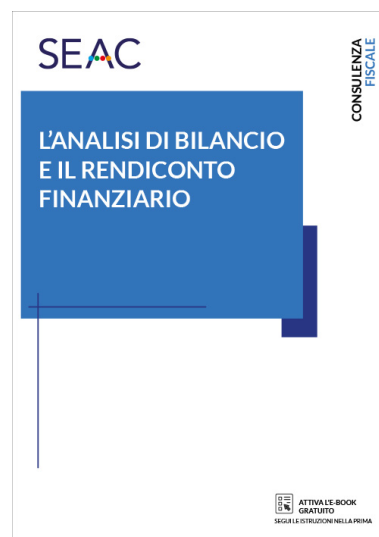 SEAC
CONSULENZA
FISCALE
L'ANALISI DI BILANCIO
E IL RENDICONTO
FINANZIARIO
ATTIVA L'E-BOOK
GRATUITO
SEGUI LE ISTRUZIONI NELLA PRIMA